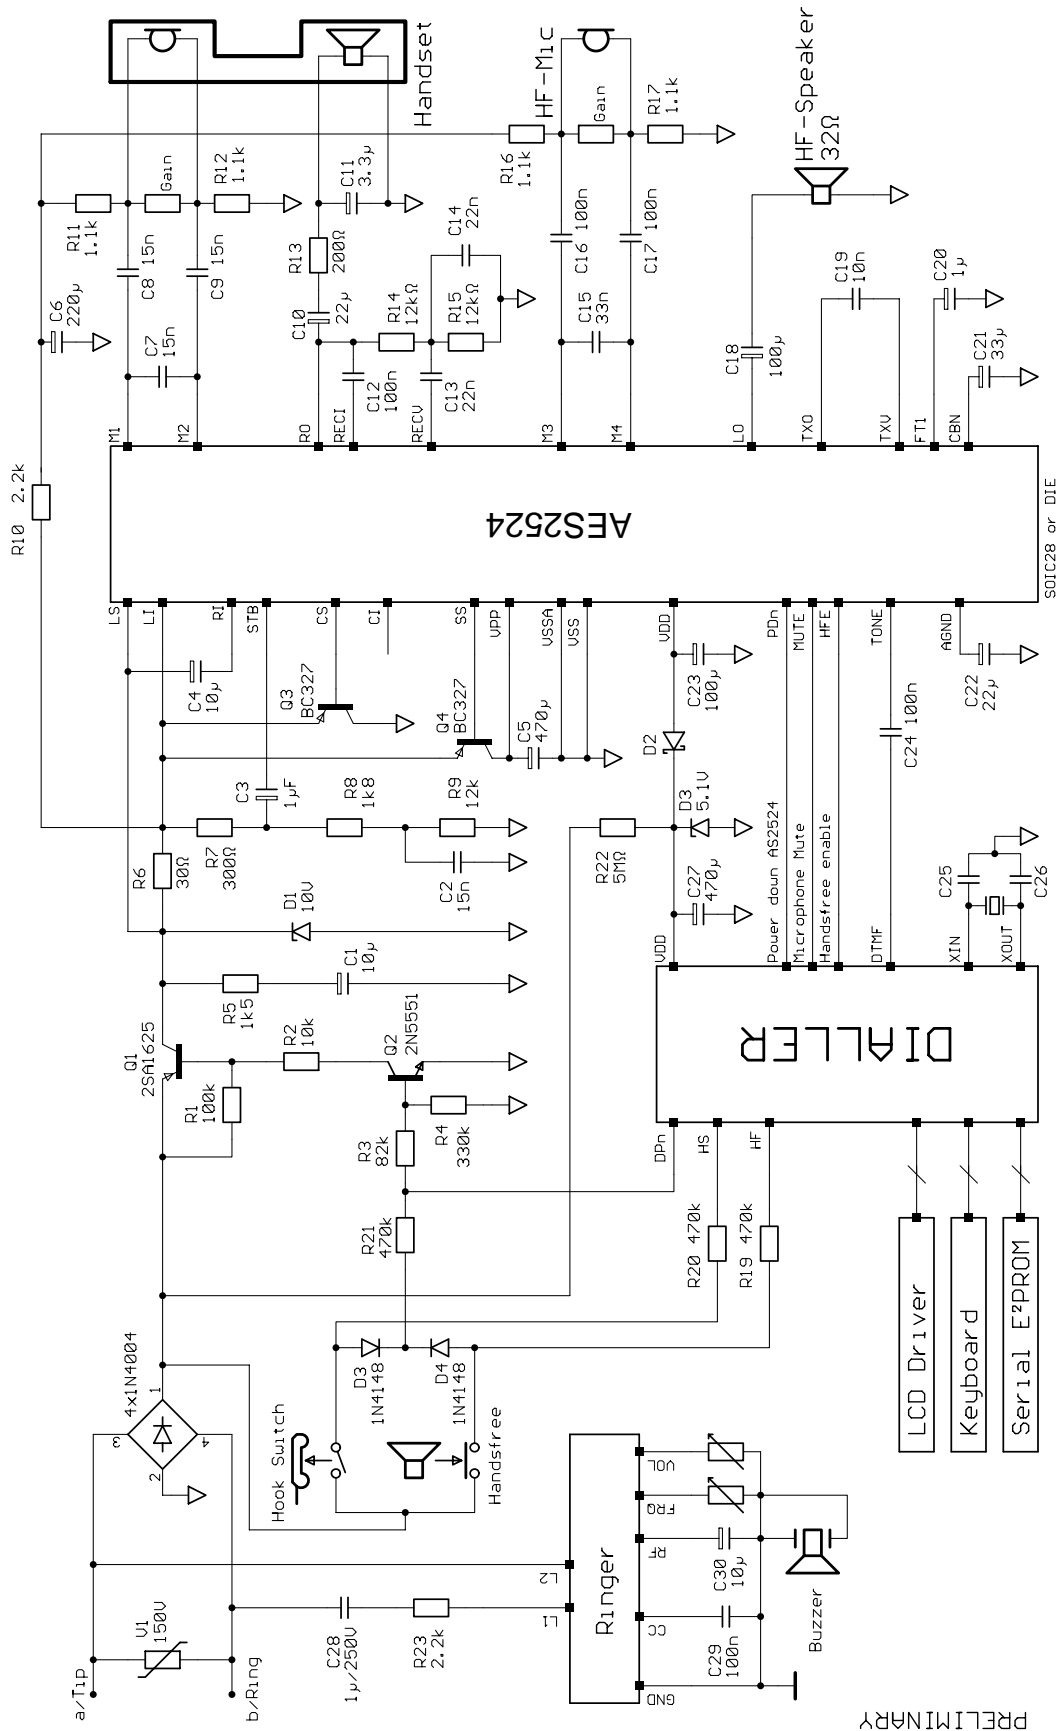 a/Tip
b/Ring
V1
150V
4x1N4004
1
2
3
4
C28
1µ/250V
R23
2.2k
Hook Switch
Handsfree
D3
1N4148
D4
1N4148
R21
470k
R20 470k
R19 470k
R1
100k
Q1
2SA1625
R2
10k
R3
82k
R4
330k
Q2
2N5551
R5
1k5
C1
10µ
D1
10V
R6
30Ω
R7
300Ω
C3
1µF
R8
1k8
R9
12k
C2
15n
R22
5MΩ
C4
10µ
Q3
BC327
Q4
BC327
C5
470µ
D2
D3
5.1V
C27
470µ
C23
100µ
Power down AS2524
Microphone Mute
Handsfree enable
C24 100n
C22
22µ
C25
C26
R10 2.2k
LS
LI
RI
STB
CS
CI
SS
VPP
VSSA
VSS
VDD
PDn
MUTE
HFE
TONE
AGND
AES2524
SOIC28 or DIE
M1
M2
RO
RECI
RECV
M3
M4
LO
TXO
TXV
FT1
CBN
C6
220µ
C7
15n
C8 15n
C9 15n
R11
1.1k
Gain
R12
1.1k
R13
200Ω
C10
22µ
C11
3.3µ
C12
100n
R14
12kΩ
R15
12kΩ
C13
22n
C14
22n
Handset
R16
1.1k
HF-Mic
Gain
R17
1.1k
C15
33n
C16 100n
C17 100n
C18
100µ
HF-Speaker
32Ω
C19
10n
C20
1µ
C21
33µ
DIALLER
VDD
DTMF
XIN
XOUT
DPn
HS
HF
LCD Driver
Keyboard
Serial E²PROM
Ringer
L2
L1
VOL
FRQ
RF
CC
GND
C30
10µ
C29
100n
Buzzer
PRELIMINARY